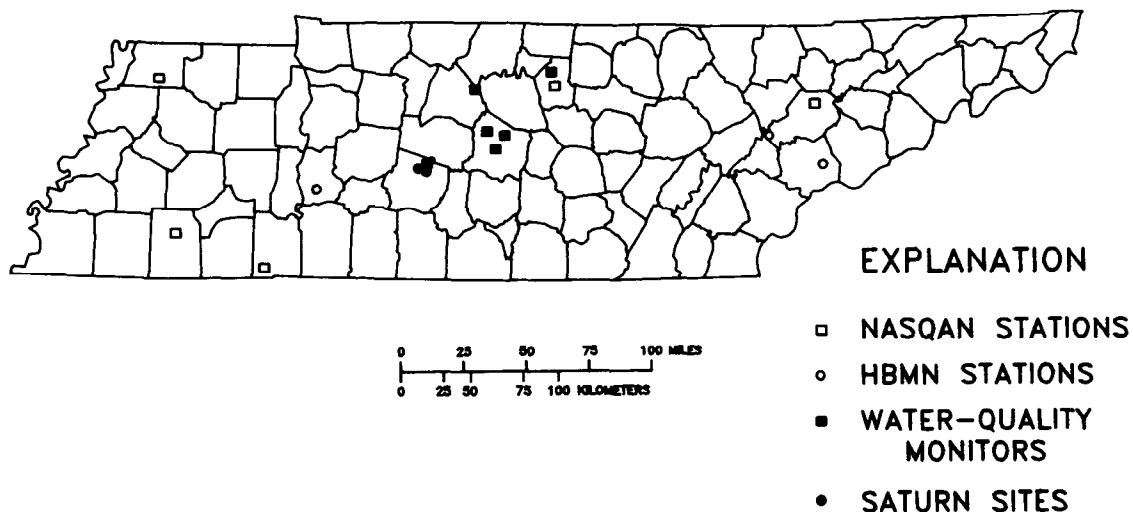 EXPLANATION
NASQAN STATIONS
HBMN STATIONS
WATER-QUALITY
MONITORS
SATURN SITES
0 25 50 75 100 MILES
0 25 50 75 100 KILOMETERS